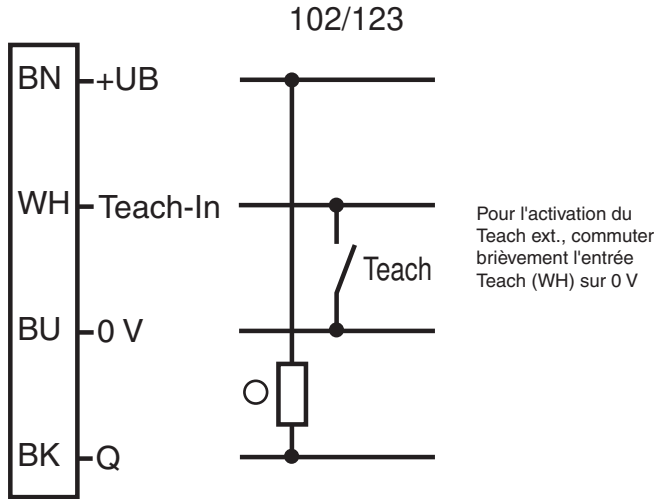 102/123
BN +UB
WH Teach-In
Teach
BU 0 V
BK Q
Pour l'activation du
Teach ext., commuter
brièvement l'entrée
Teach (WH) sur 0 V